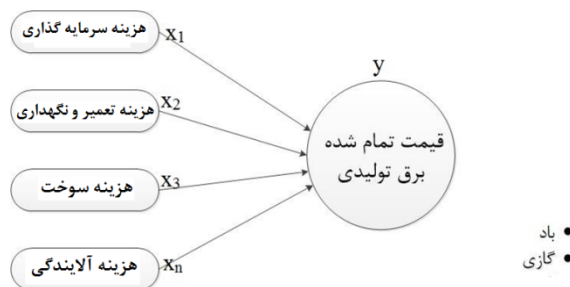 هزینه سرمایه گذاری
x1
هزینه تعمیر و نگهداری
x2
هزینه سوخت
x3
هزینه آلایندگی
xn
y
قیمت تمام شده
برق تولیدی
• باد
• گازی